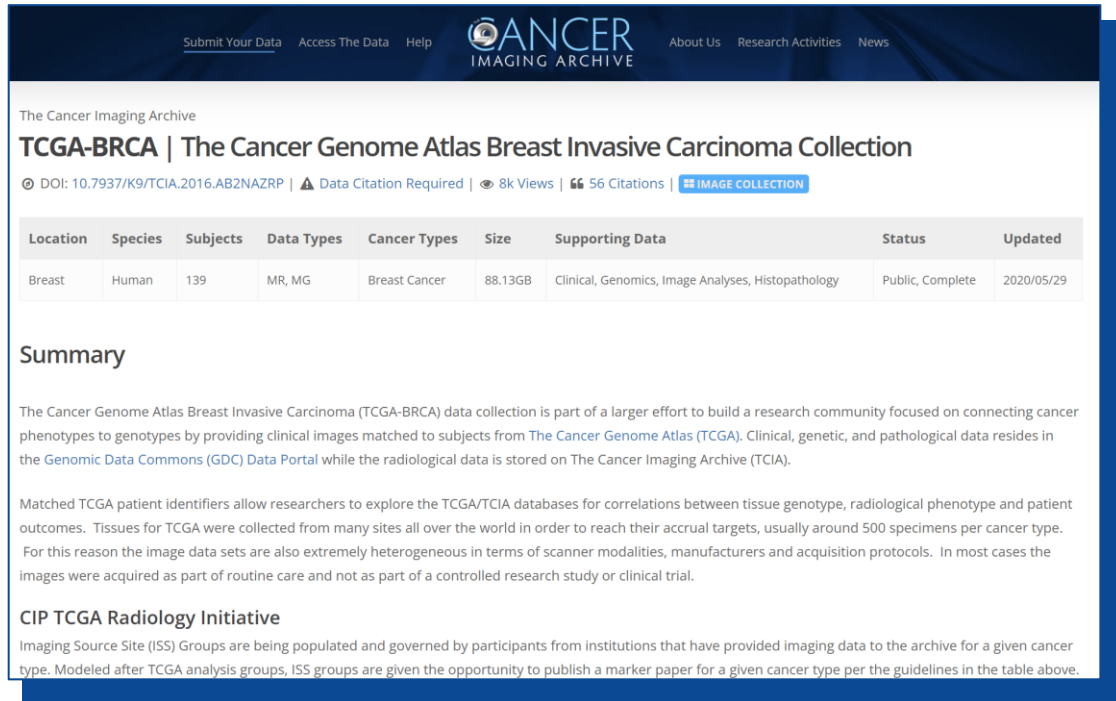 Submit Your Data Access The Data Help CANCER IMAGING ARCHIVE About Us Research Activities News
The Cancer Imaging Archive
TCGA-BRCA | The Cancer Genome Atlas Breast Invasive Carcinoma Collection
DOI: 10.7937/K9/TCIA.2016.AB2NAZRP | Data Citation Required | 8k Views | 56 Citations | IMAGE COLLECTION
Location Species Subjects Data Types Cancer Types Size Supporting Data Status Updated
Breast Human 139 MR, MG Breast Cancer 88.13GB Clinical, Genomics, Image Analyses, Histopathology Public, Complete 2020/05/29
Summary
The Cancer Genome Atlas Breast Invasive Carcinoma (TCGA-BRCA) data collection is part of a larger effort to build a research community focused on connecting cancer
phenotypes to genotypes by providing clinical images matched to subjects from The Cancer Genome Atlas (TCGA). Clinical, genetic, and pathological data resides in
the Genomic Data Commons (GDC) Data Portal while the radiological data is stored on The Cancer Imaging Archive (TCIA).
Matched TCGA patient identifiers allow researchers to explore the TCGA/TCIA databases for correlations between tissue genotype, radiological phenotype and patient
outcomes. Tissues for TCGA were collected from many sites all over the world in order to reach their accrual targets, usually around 500 specimens per cancer type.
For this reason the image data sets are also extremely heterogeneous in terms of scanner modalities, manufacturers and acquisition protocols. In most cases the
images were acquired as part of routine care and not as part of a controlled research study or clinical trial.
CIP TCGA Radiology Initiative
Imaging Source Site (ISS) Groups are being populated and governed by participants from institutions that have provided imaging data to the archive for a given cancer
type. Modeled after TCGA analysis groups, ISS groups are given the opportunity to publish a marker paper for a given cancer type per the guidelines in the table above.